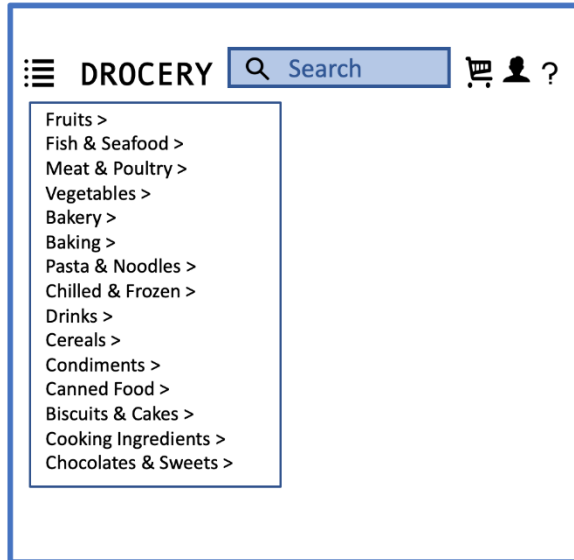 DROCERY
Search
?
Fruits >
Fish & Seafood >
Meat & Poultry >
Vegetables >
Bakery >
Baking >
Pasta & Noodles >
Chilled & Frozen >
Drinks >
Cereals >
Condiments >
Canned Food >
Biscuits & Cakes >
Cooking Ingredients >
Chocolates & Sweets >